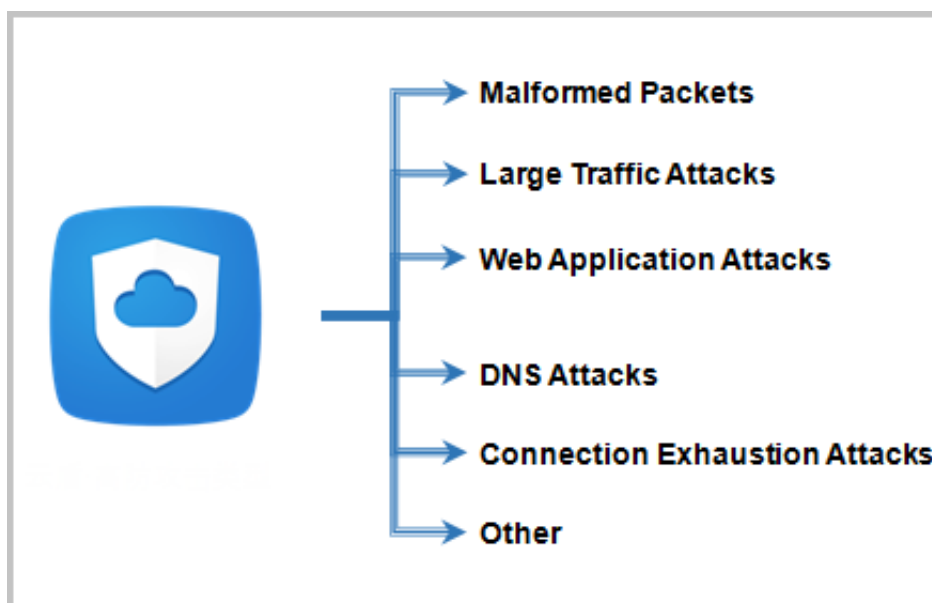 Malformed Packets
Large Traffic Attacks
Web Application Attacks
DNS Attacks
Connection Exhaustion Attacks
Other